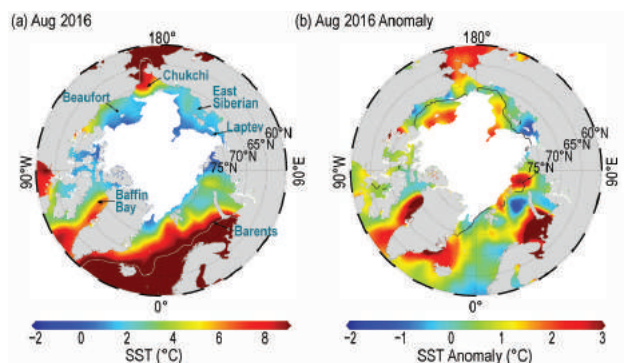 (a) Aug 2016
180°
Chukchi
Beaufort
East
Siberian
Laptev
60°N
65°N
70°N
75°N
90°W
90°E
Baffin
Bay
Barents
0°
−2 0 2 4 6 8
SST (°C)
(b) Aug 2016 Anomaly
180°
60°N
65°N
70°N
75°N
90°W
90°E
0°
−2 −1 0 1 2 3
SST Anomaly (°C)